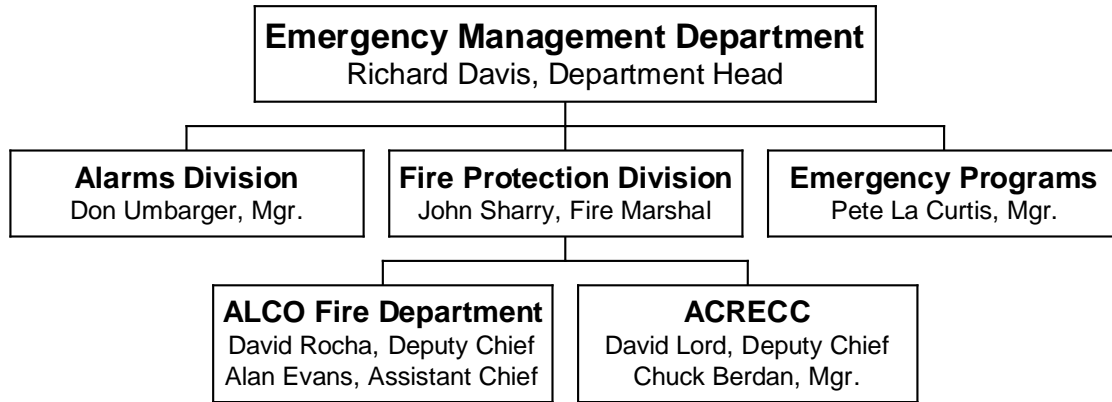 Emergency Management Department
Richard Davis, Department Head
Alarms Division
Don Umbarger, Mgr.
Fire Protection Division
John Sharry, Fire Marshal
Emergency Programs
Pete La Curtis, Mgr.
ALCO Fire Department
David Rocha, Deputy Chief
Alan Evans, Assistant Chief
ACRECC
David Lord, Deputy Chief
Chuck Berdan, Mgr.